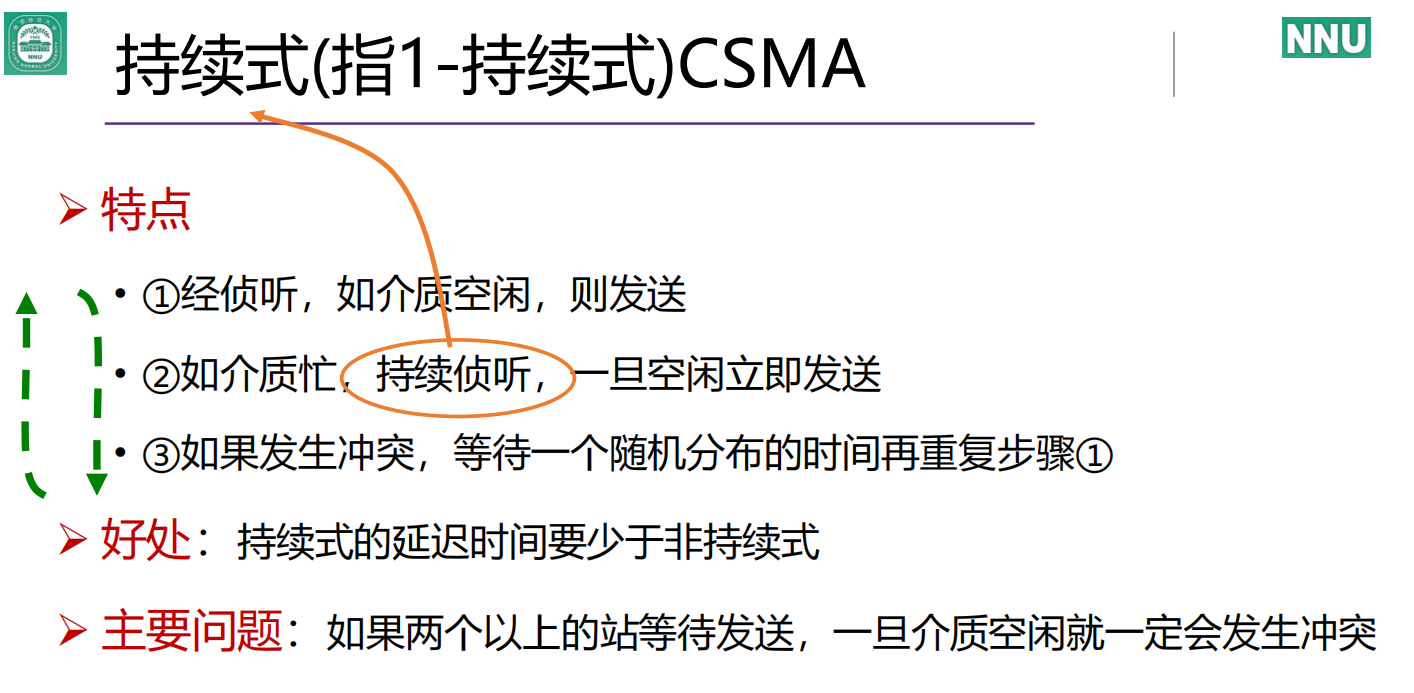 持续式(指1-持续式)CSMA
NNU
NNU
特点
• ①经侦听，如介质空闲，则发送
• ②如介质忙，持续侦听，一旦空闲立即发送
• ③如果发生冲突，等待一个随机分布的时间再重复步骤①
好处：持续式的延迟时间要少于非持续式
主要问题：如果两个以上的站等待发送，一旦介质空闲就一定会发生冲突